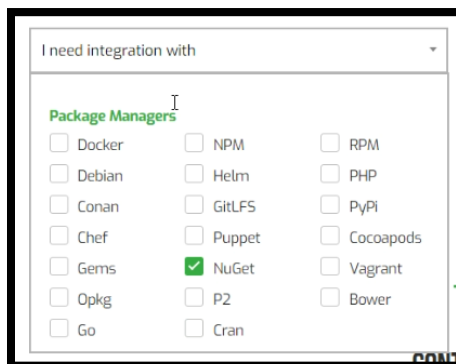 I need integration with
Package Managers
Docker NPM RPM
Debian Helm PHP
Conan GitLFS PyPi
Chef Puppet Cocoapods
Gems NuGet Vagrant
Opkg P2 Bower
Go Cran